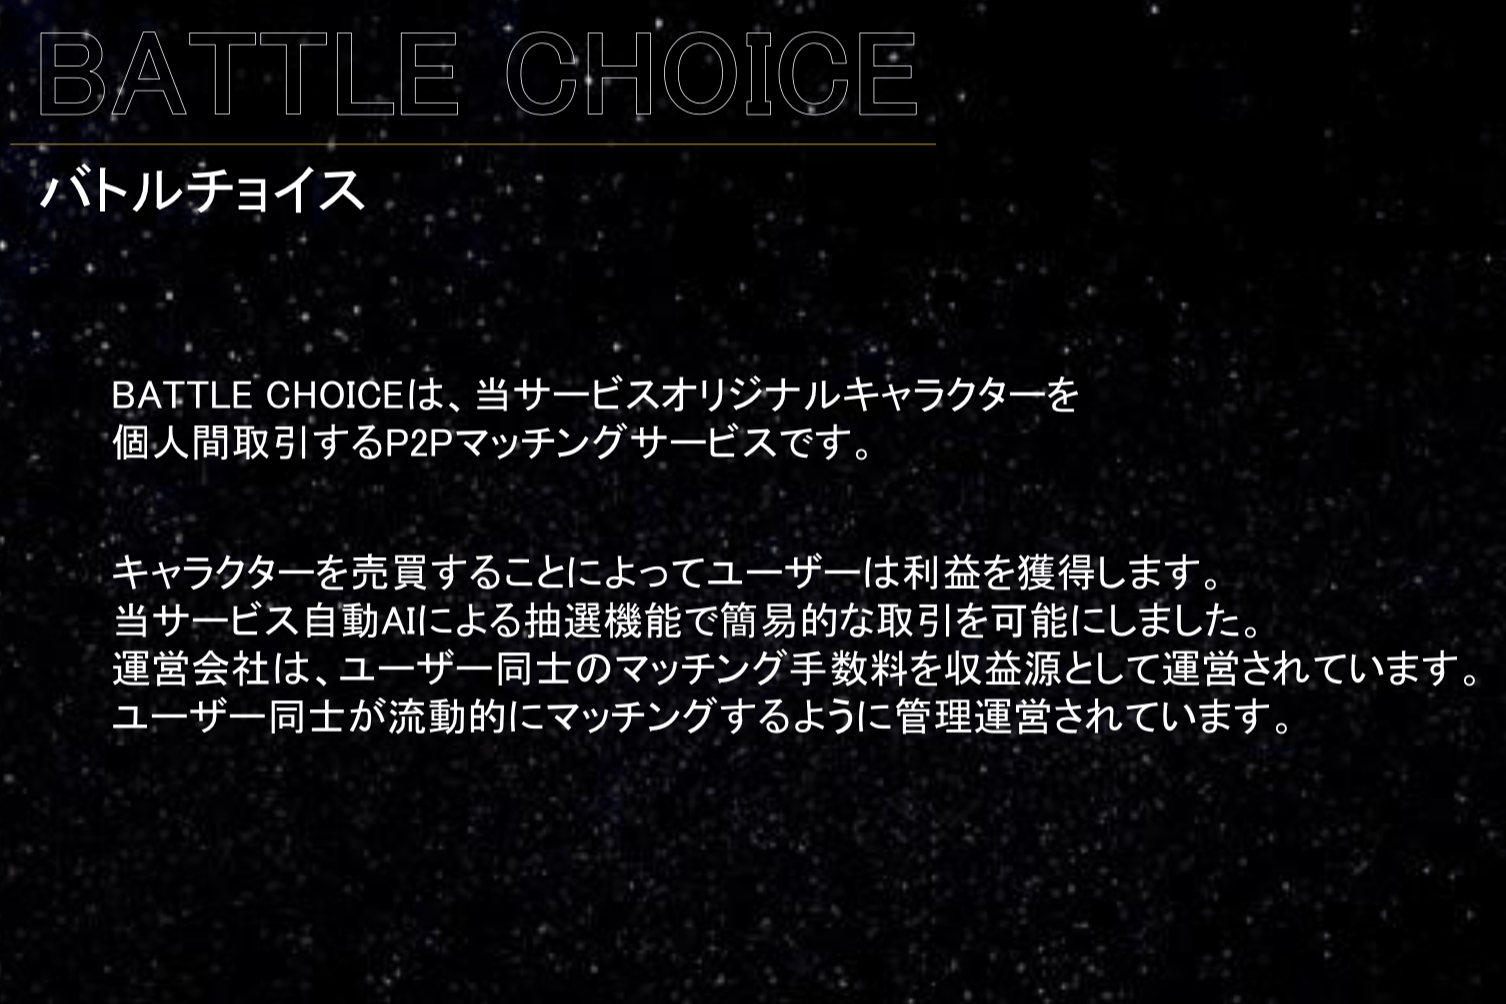 BATTLE CHOICE
バトルチョイス
BATTLE CHOICEは、当サービスオリジナルキャラクターを
個人間取引するP2Pマッチングサービスです。
キャラクターを売買することによってユーザーは利益を獲得します。
当サービス自動AIによる抽選機能で簡易的な取引を可能にしました。
運営会社は、ユーザー同士のマッチング手数料を収益源として運営されています。
ユーザー同士が流動的にマッチングするように管理運営されています。